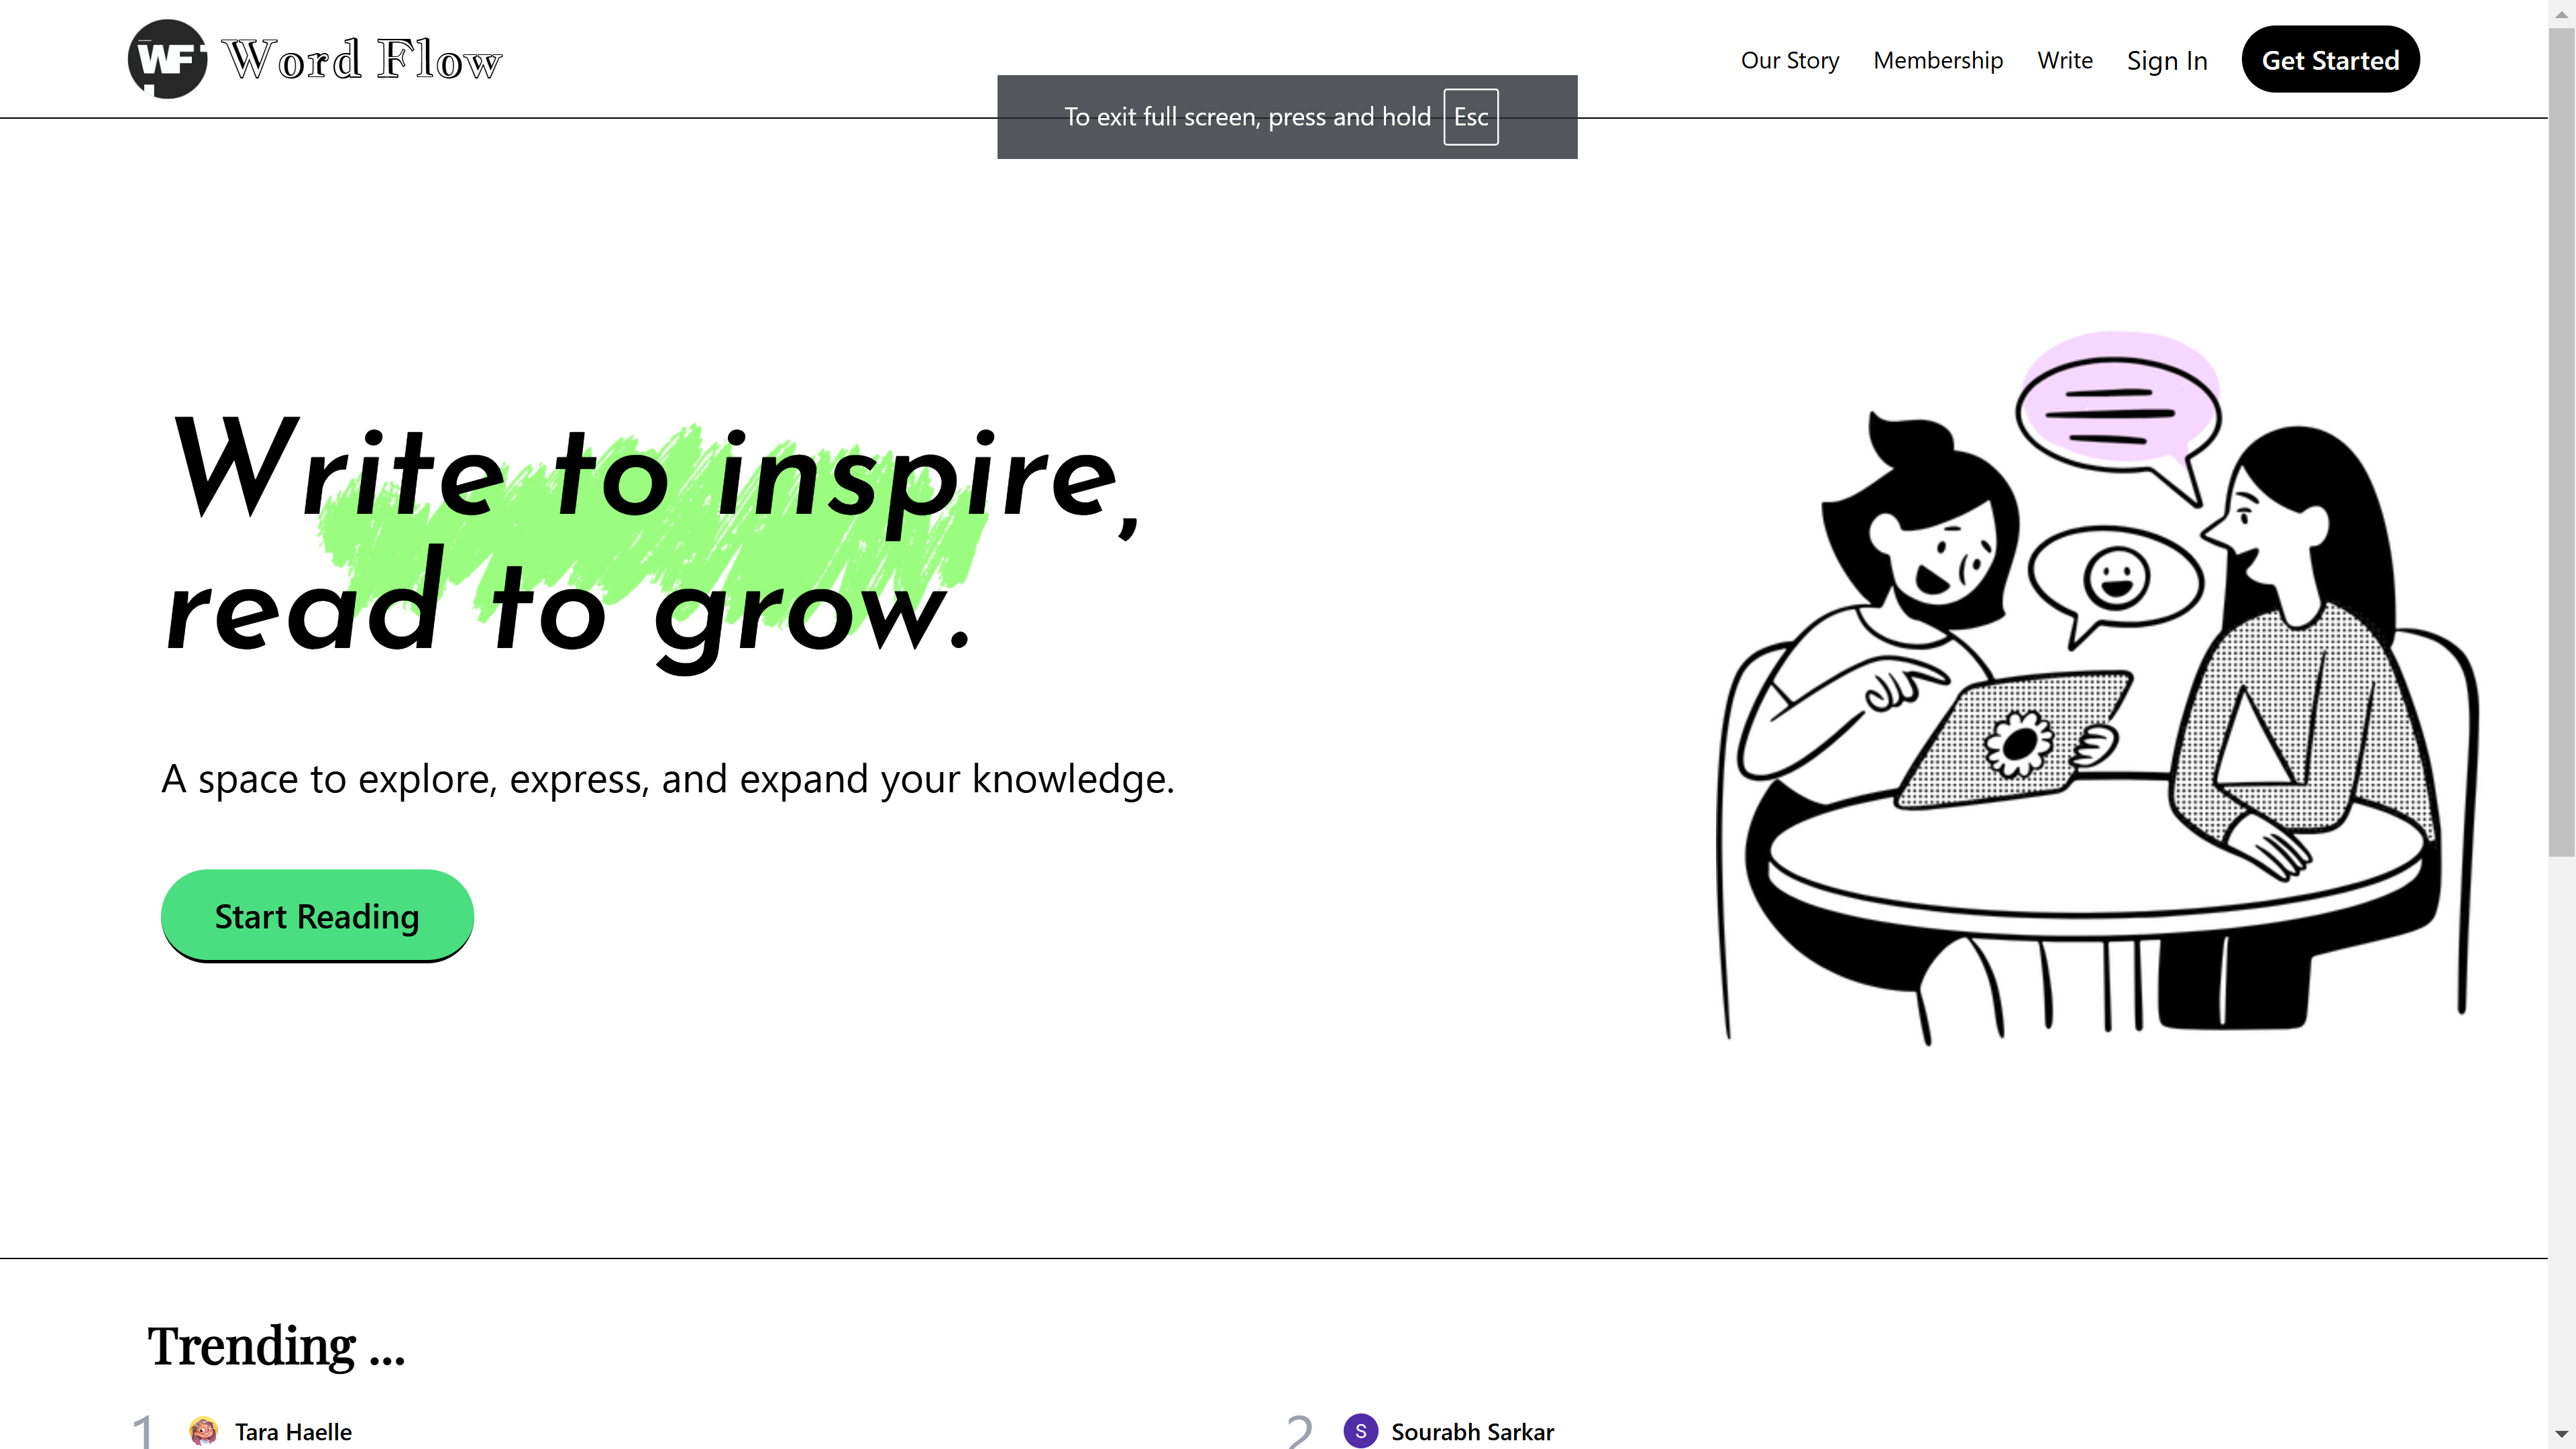 WF
Word Flow
Our Story
Membership
Write
Sign In
Get Started
To exit full screen, press and hold Esc
Write to inspire,
read to grow.
A space to explore, express, and expand your knowledge.
Start Reading
Trending ...
1
Tara Haelle
2
S
Sourabh Sarkar